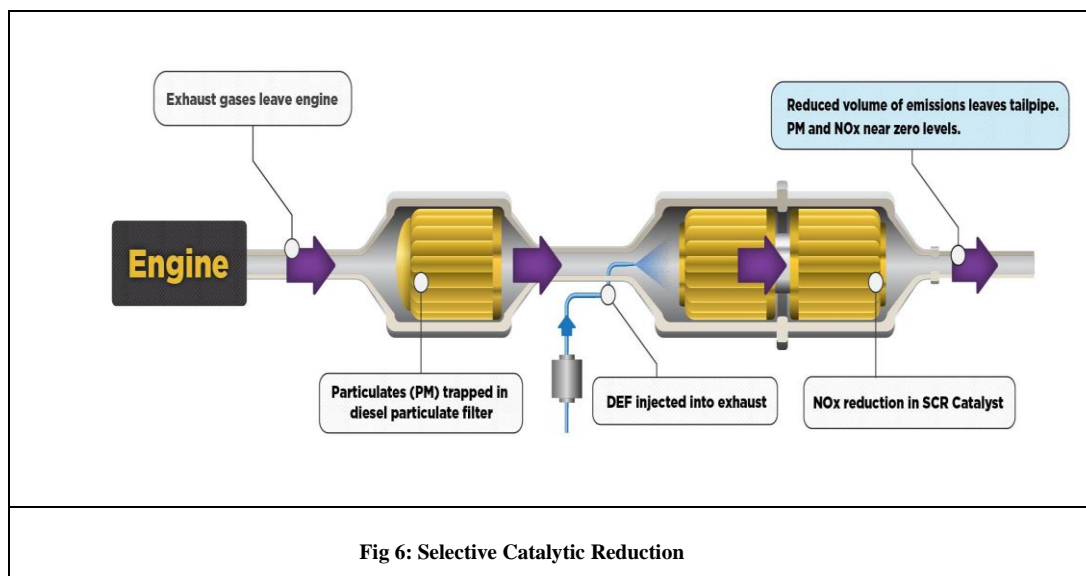 Exhaust gases leave engine
Reduced volume of emissions leaves tailpipe.
PM and NOx near zero levels.
Engine
Particulates (PM) trapped in
diesel particulate filter
DEF injected into exhaust
NOx reduction in SCR Catalyst
Fig 6: Selective Catalytic Reduction